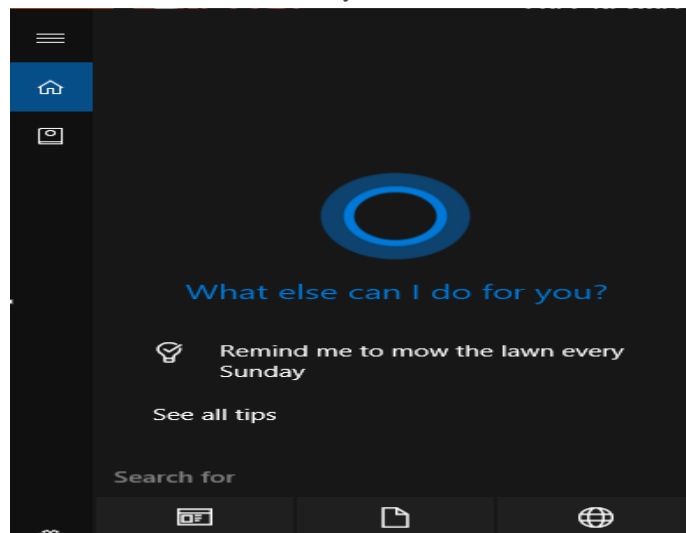 What else can I do for you?
Remind me to mow the lawn every
Sunday
See all tips
Search for